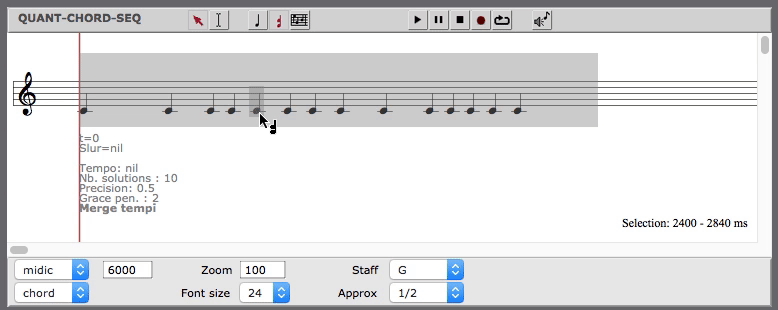 QUANT-CHORD-SEQ
t=0
Slur=nil
Tempo: nil
Nb. solutions : 10
Precision: 0.5
Grace pen. : 2
Merge tempi
Selection: 2400 - 2840 ms
midic 6000 Zoom 100 Staff G
chord Font size 24 Approx 1/2